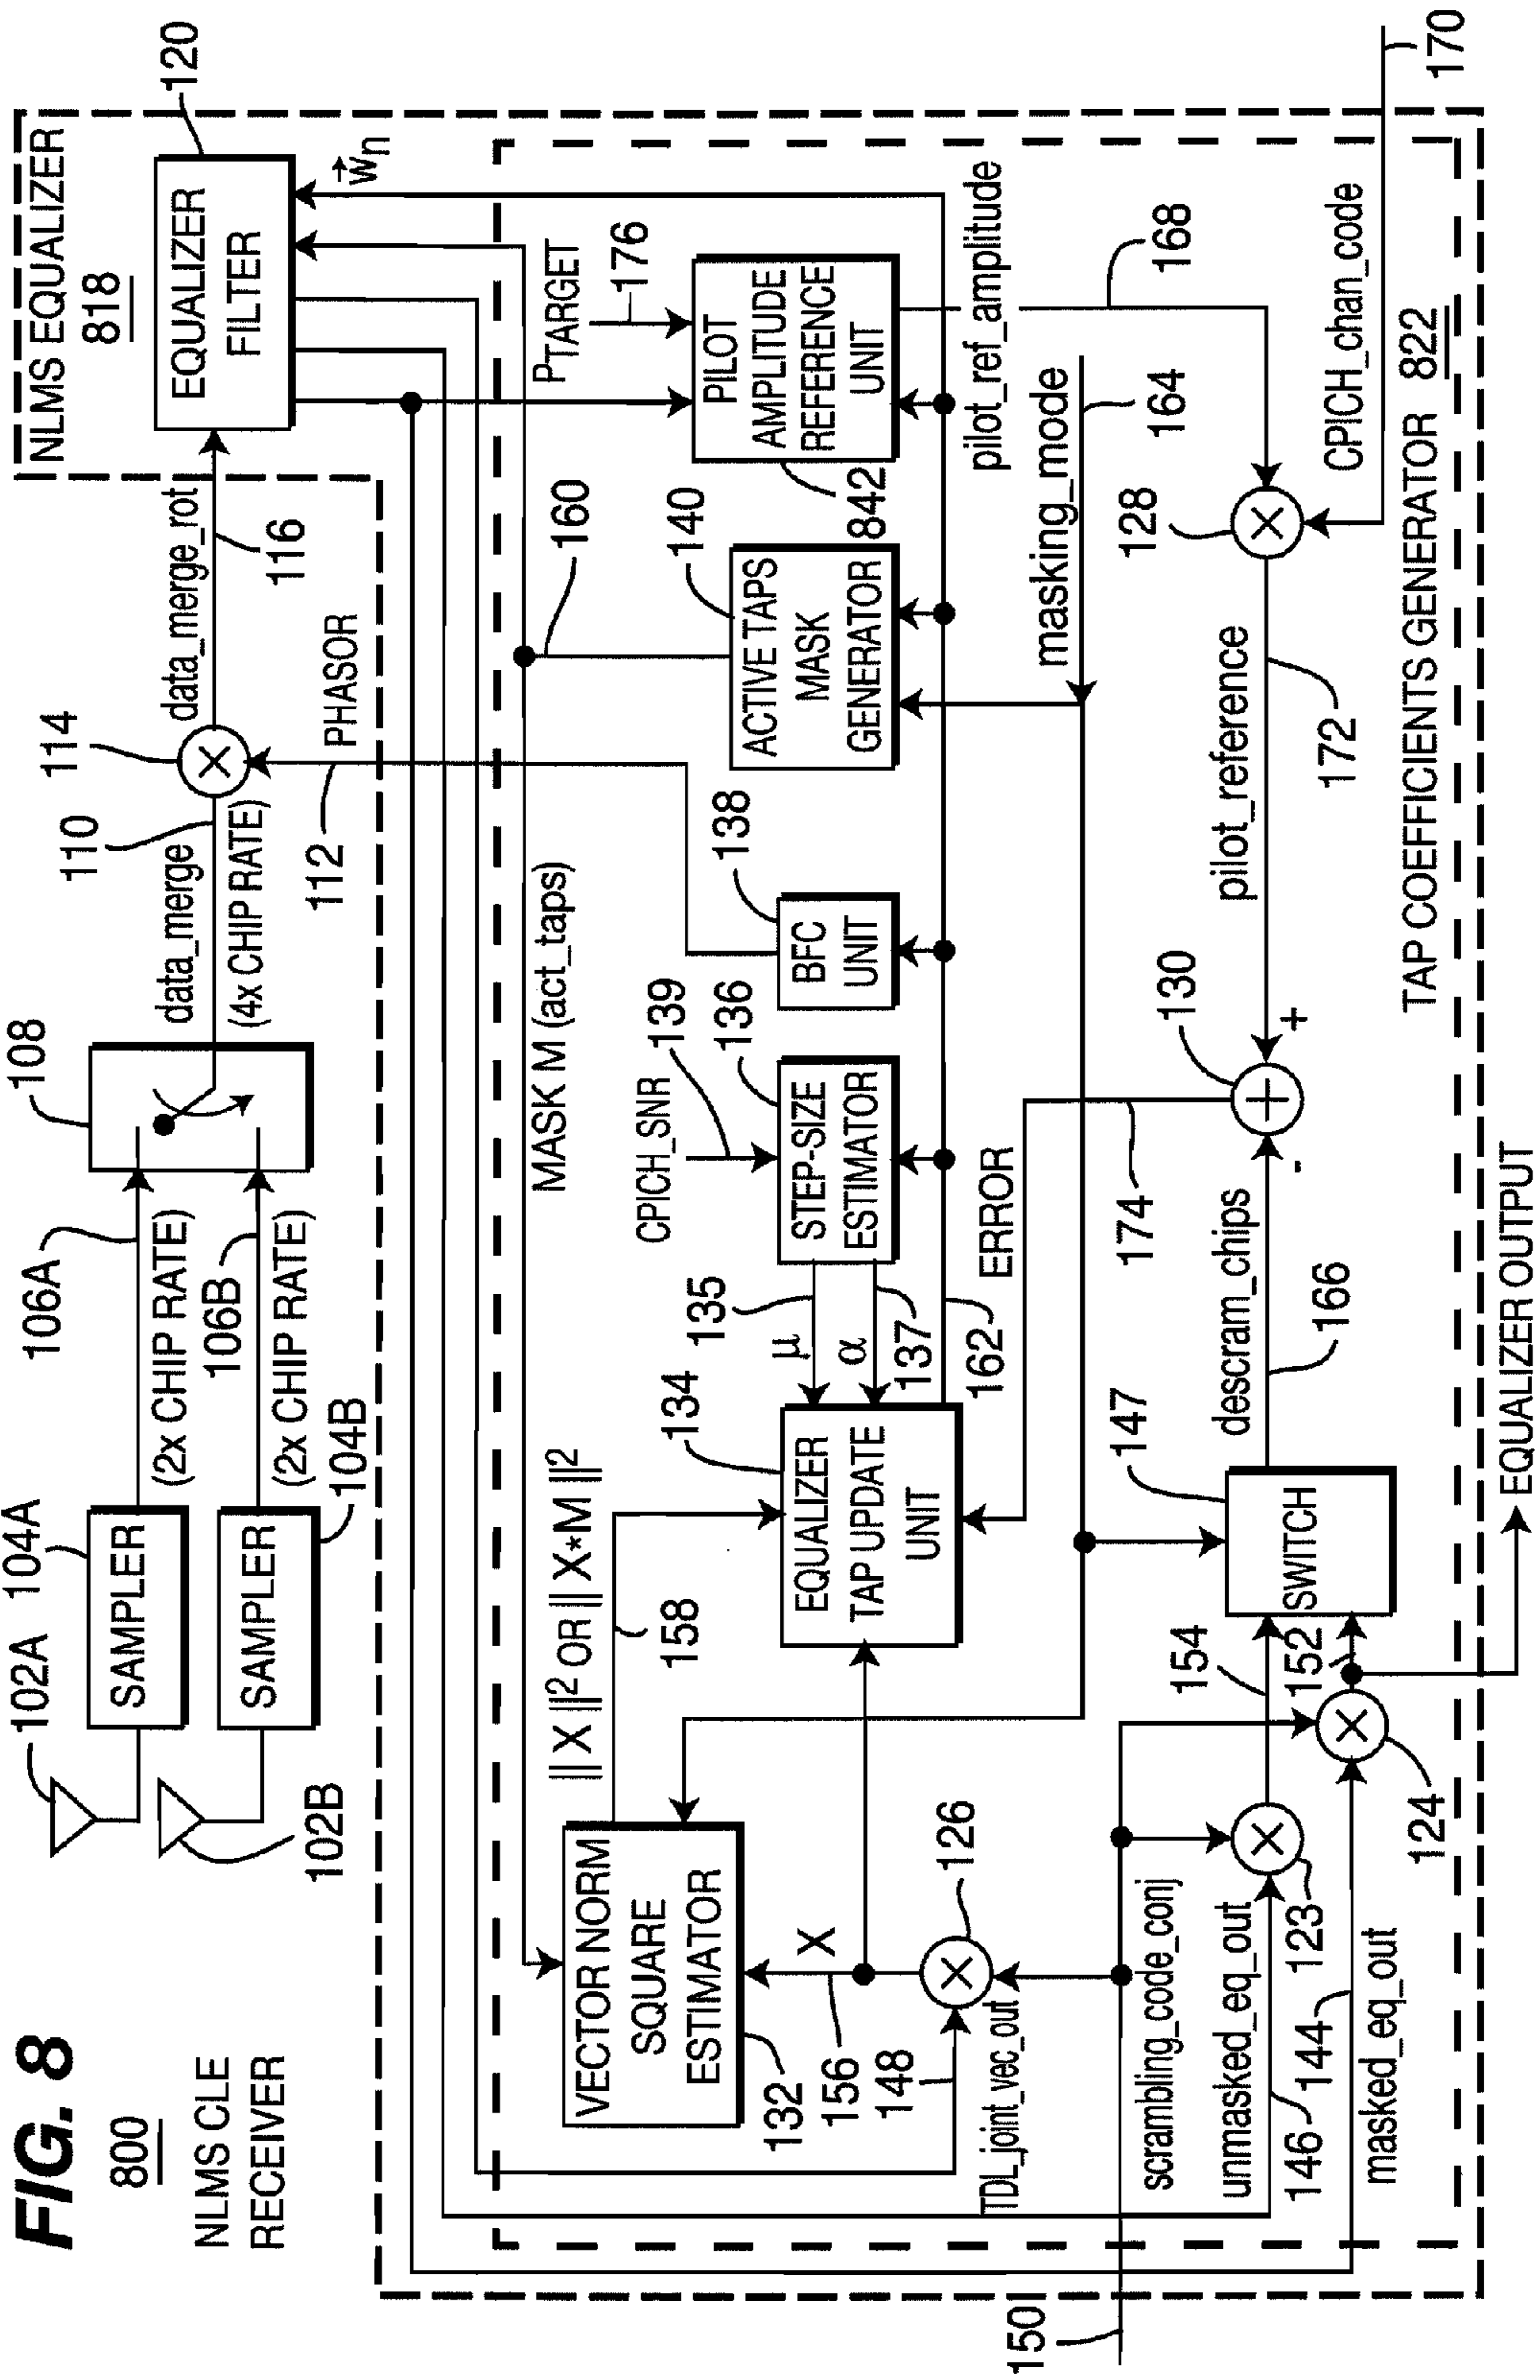 FIG. 8
800
NLMS CLE
RECEIVER
102A
102B
104A
SAMPLER
SAMPLER
104B
106A
(2x CHIP RATE)
106B
(2x CHIP RATE)
108
110
data_merge
(4x CHIP RATE)
114
112
PHASOR
data_merge_rot
116
NLMS EQUALIZER
818
120
EQUALIZER
FILTER
w⃗n
MASK M (act_taps)
160
PTARGET
176
|| X ||² OR || X*M ||²
158
VECTOR NORM
SQUARE
ESTIMATOR
132
X
156
148
126
TDL_joint_vec_out
134
EQUALIZER
TAP UPDATE
UNIT
135
μ
α
137
162
CPICH_SNR
139
136
STEP-SIZE
ESTIMATOR
138
BFC
UNIT
140
ACTIVE TAPS
MASK
GENERATOR
842
PILOT
AMPLITUDE
REFERENCE
UNIT
ERROR
174
masking_mode
164
pilot_ref_amplitude
168
150
scrambling_code_conj
unmasked_eq_out
146
144
masked_eq_out
123
124
154
152
147
SWITCH
descram_chips
166
-
130
+
pilot_reference
172
128
CPICH_chan_code
170
TAP COEFFICIENTS GENERATOR 822
EQUALIZER OUTPUT